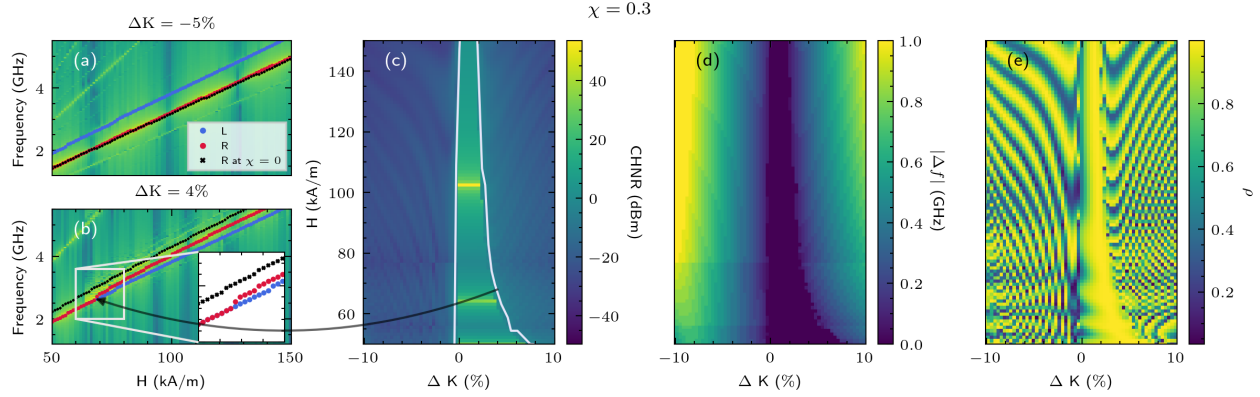 χ = 0.3
ΔK = −5%
(a)
Frequency (GHz)
4
2
L
R
R at χ = 0
ΔK = 4%
(b)
Frequency (GHz)
4
2
50
100
150
H (kA/m)
(c)
H (kA/m)
140
120
100
80
60
−10
0
10
Δ K (%)
40
20
0
−20
−40
CHNR (dBm)
(d)
−10
0
10
Δ K (%)
1.0
0.8
0.6
0.4
0.2
0.0
|Δf| (GHz)
(e)
−10
0
10
Δ K (%)
0.8
0.6
0.4
0.2
ρ